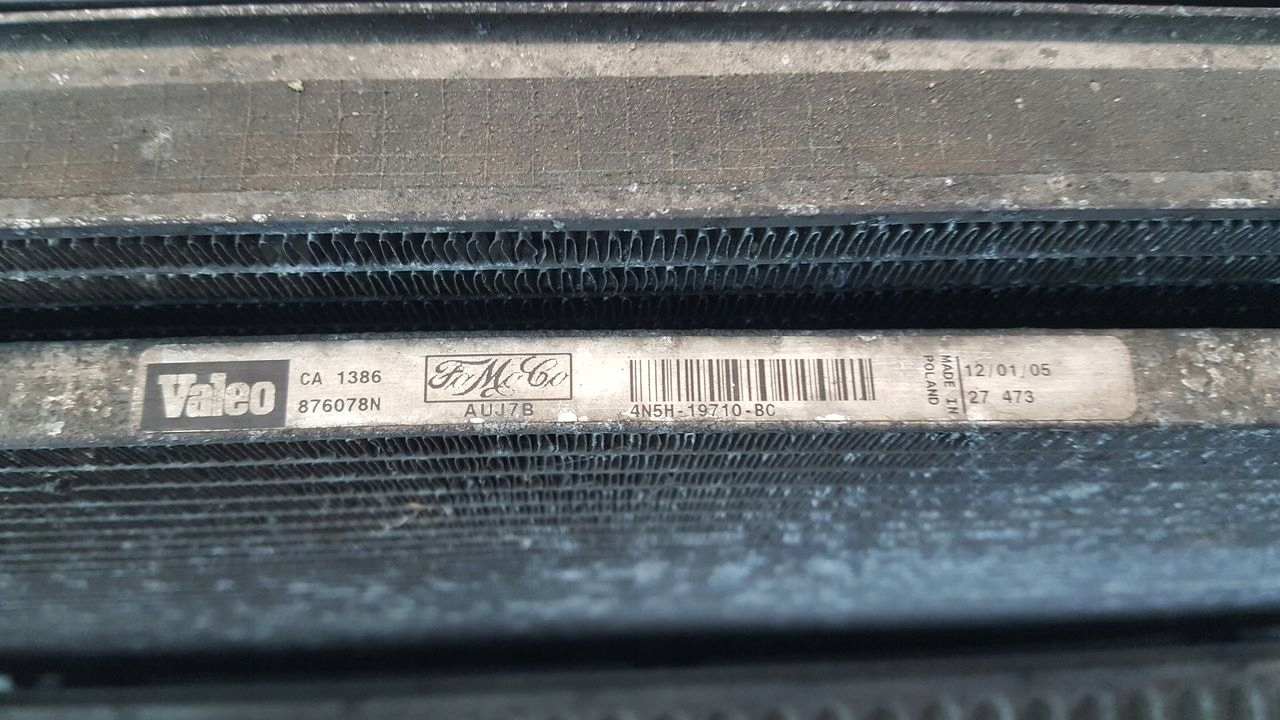 Valeo
CA 1386
876078N
FoMoCo
AUJ7B
4N5H-19710-BC
MADE IN
POLAND
12/01/05
27 473